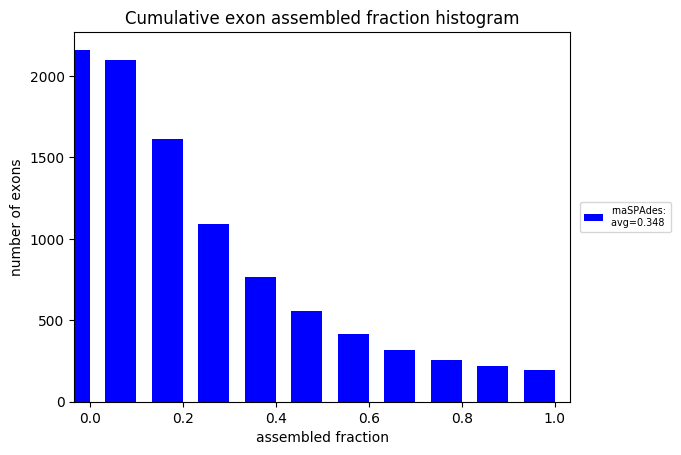 Cumulative exon assembled fraction histogram
number of exons
2000
1500
1000
500
0
0.0 0.2 0.4 0.6 0.8 1.0
assembled fraction
rnaSPAdes:
avg=0.348